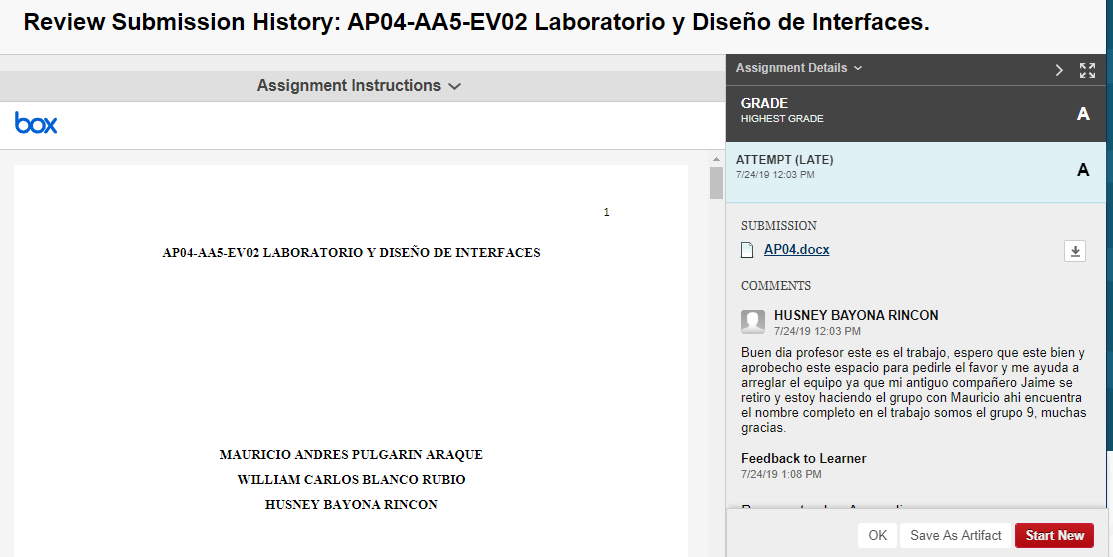 Review Submission History: AP04-AA5-EV02 Laboratorio y Diseño de Interfaces.
Assignment Instructions
box
1
AP04-AA5-EV02 LABORATORIO Y DISEÑO DE INTERFACES
MAURICIO ANDRES PULGARIN ARAQUE
WILLIAM CARLOS BLANCO RUBIO
HUSNEY BAYONA RINCON
Assignment Details
GRADE
HIGHEST GRADE
A
ATTEMPT (LATE)
7/24/19 12:03 PM
A
SUBMISSION
AP04.docx
COMMENTS
HUSNEY BAYONA RINCON
7/24/19 12:03 PM
Buen dia profesor este es el trabajo, espero que este bien y
aprobecho este espacio para pedirle el favor y me ayuda a
arreglar el equipo ya que mi antiguo compañero Jaime se
retiro y estoy haciendo el grupo con Mauricio ahi encuentra
el nombre completo en el trabajo somos el grupo 9, muchas
gracias.
Feedback to Learner
7/24/19 1:08 PM
OK
Save As Artifact
Start New